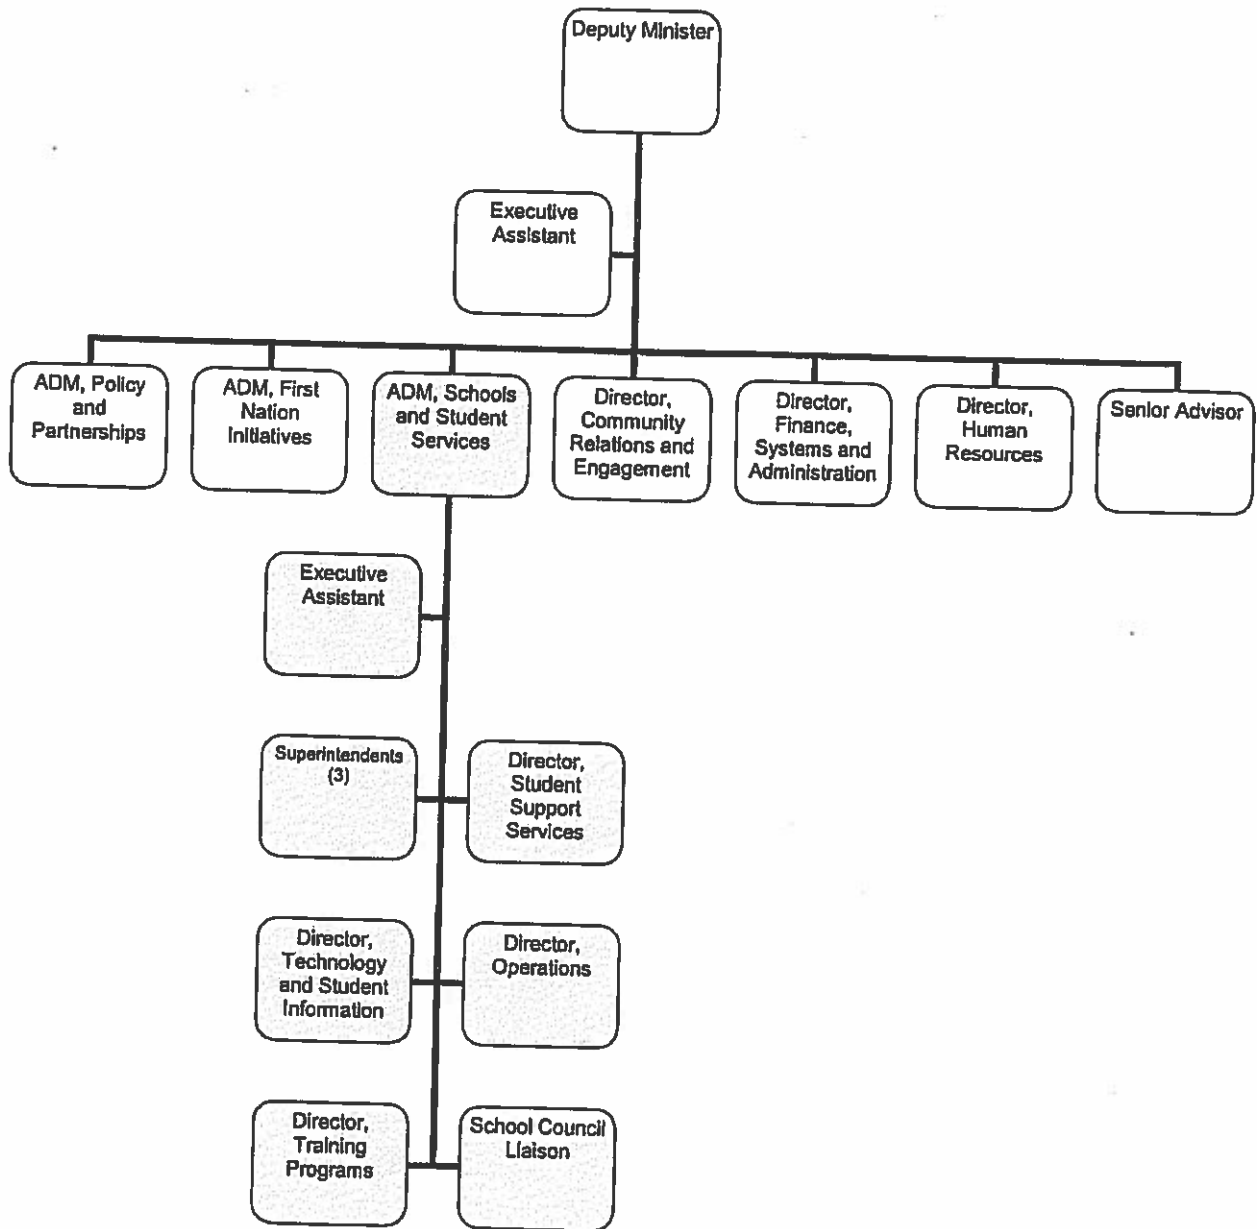 Deputy Minister
Executive
Assistant
ADM, Policy
and
Partnerships
ADM, First
Nation
Initiatives
ADM, Schools
and Student
Services
Director,
Community
Relations and
Engagement
Director,
Finance,
Systems and
Administration
Director,
Human
Resources
Senior Advisor
Executive
Assistant
Superintendents
(3)
Director,
Student
Support
Services
Director,
Technology
and Student
Information
Director,
Operations
Director,
Training
Programs
School Council
Liaison